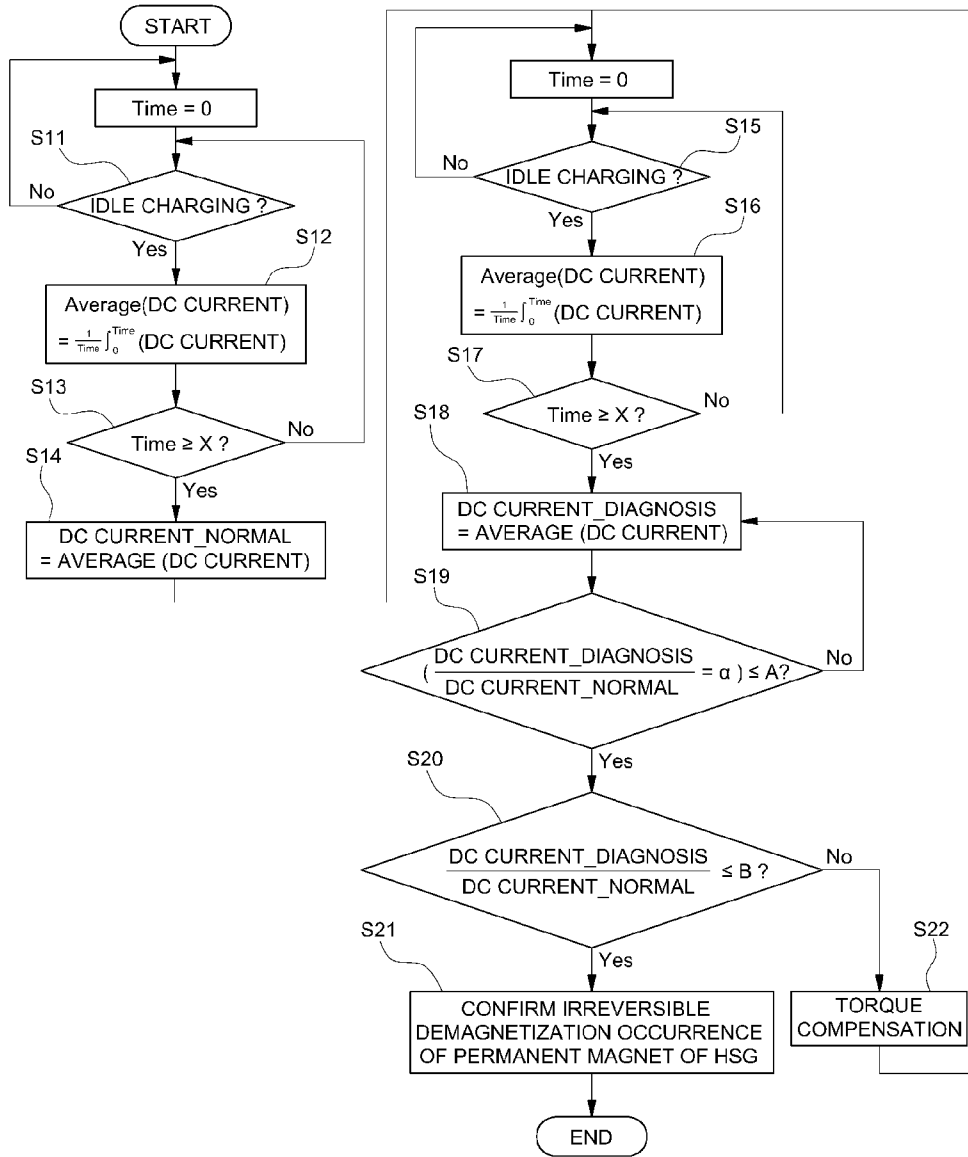 START
Time = 0
S11
No
IDLE CHARGING ?
Yes
S12
Average(DC CURRENT)
= 1/Time ∫₀^Time (DC CURRENT)
S13
Time ≥ X ?
No
S14
Yes
DC CURRENT_NORMAL
= AVERAGE (DC CURRENT)
Time = 0
S15
No
IDLE CHARGING ?
Yes
S16
Average(DC CURRENT)
= 1/Time ∫₀^Time (DC CURRENT)
S17
Time ≥ X ?
No
S18
Yes
DC CURRENT_DIAGNOSIS
= AVERAGE (DC CURRENT)
S19
( DC CURRENT_DIAGNOSIS
DC CURRENT_NORMAL
= α ) ≤ A?
No
Yes
S20
DC CURRENT_DIAGNOSIS
DC CURRENT_NORMAL
≤ B ?
No
Yes
S21
CONFIRM IRREVERSIBLE
DEMAGNETIZATION OCCURRENCE
OF PERMANENT MAGNET OF HSG
S22
TORQUE
COMPENSATION
END